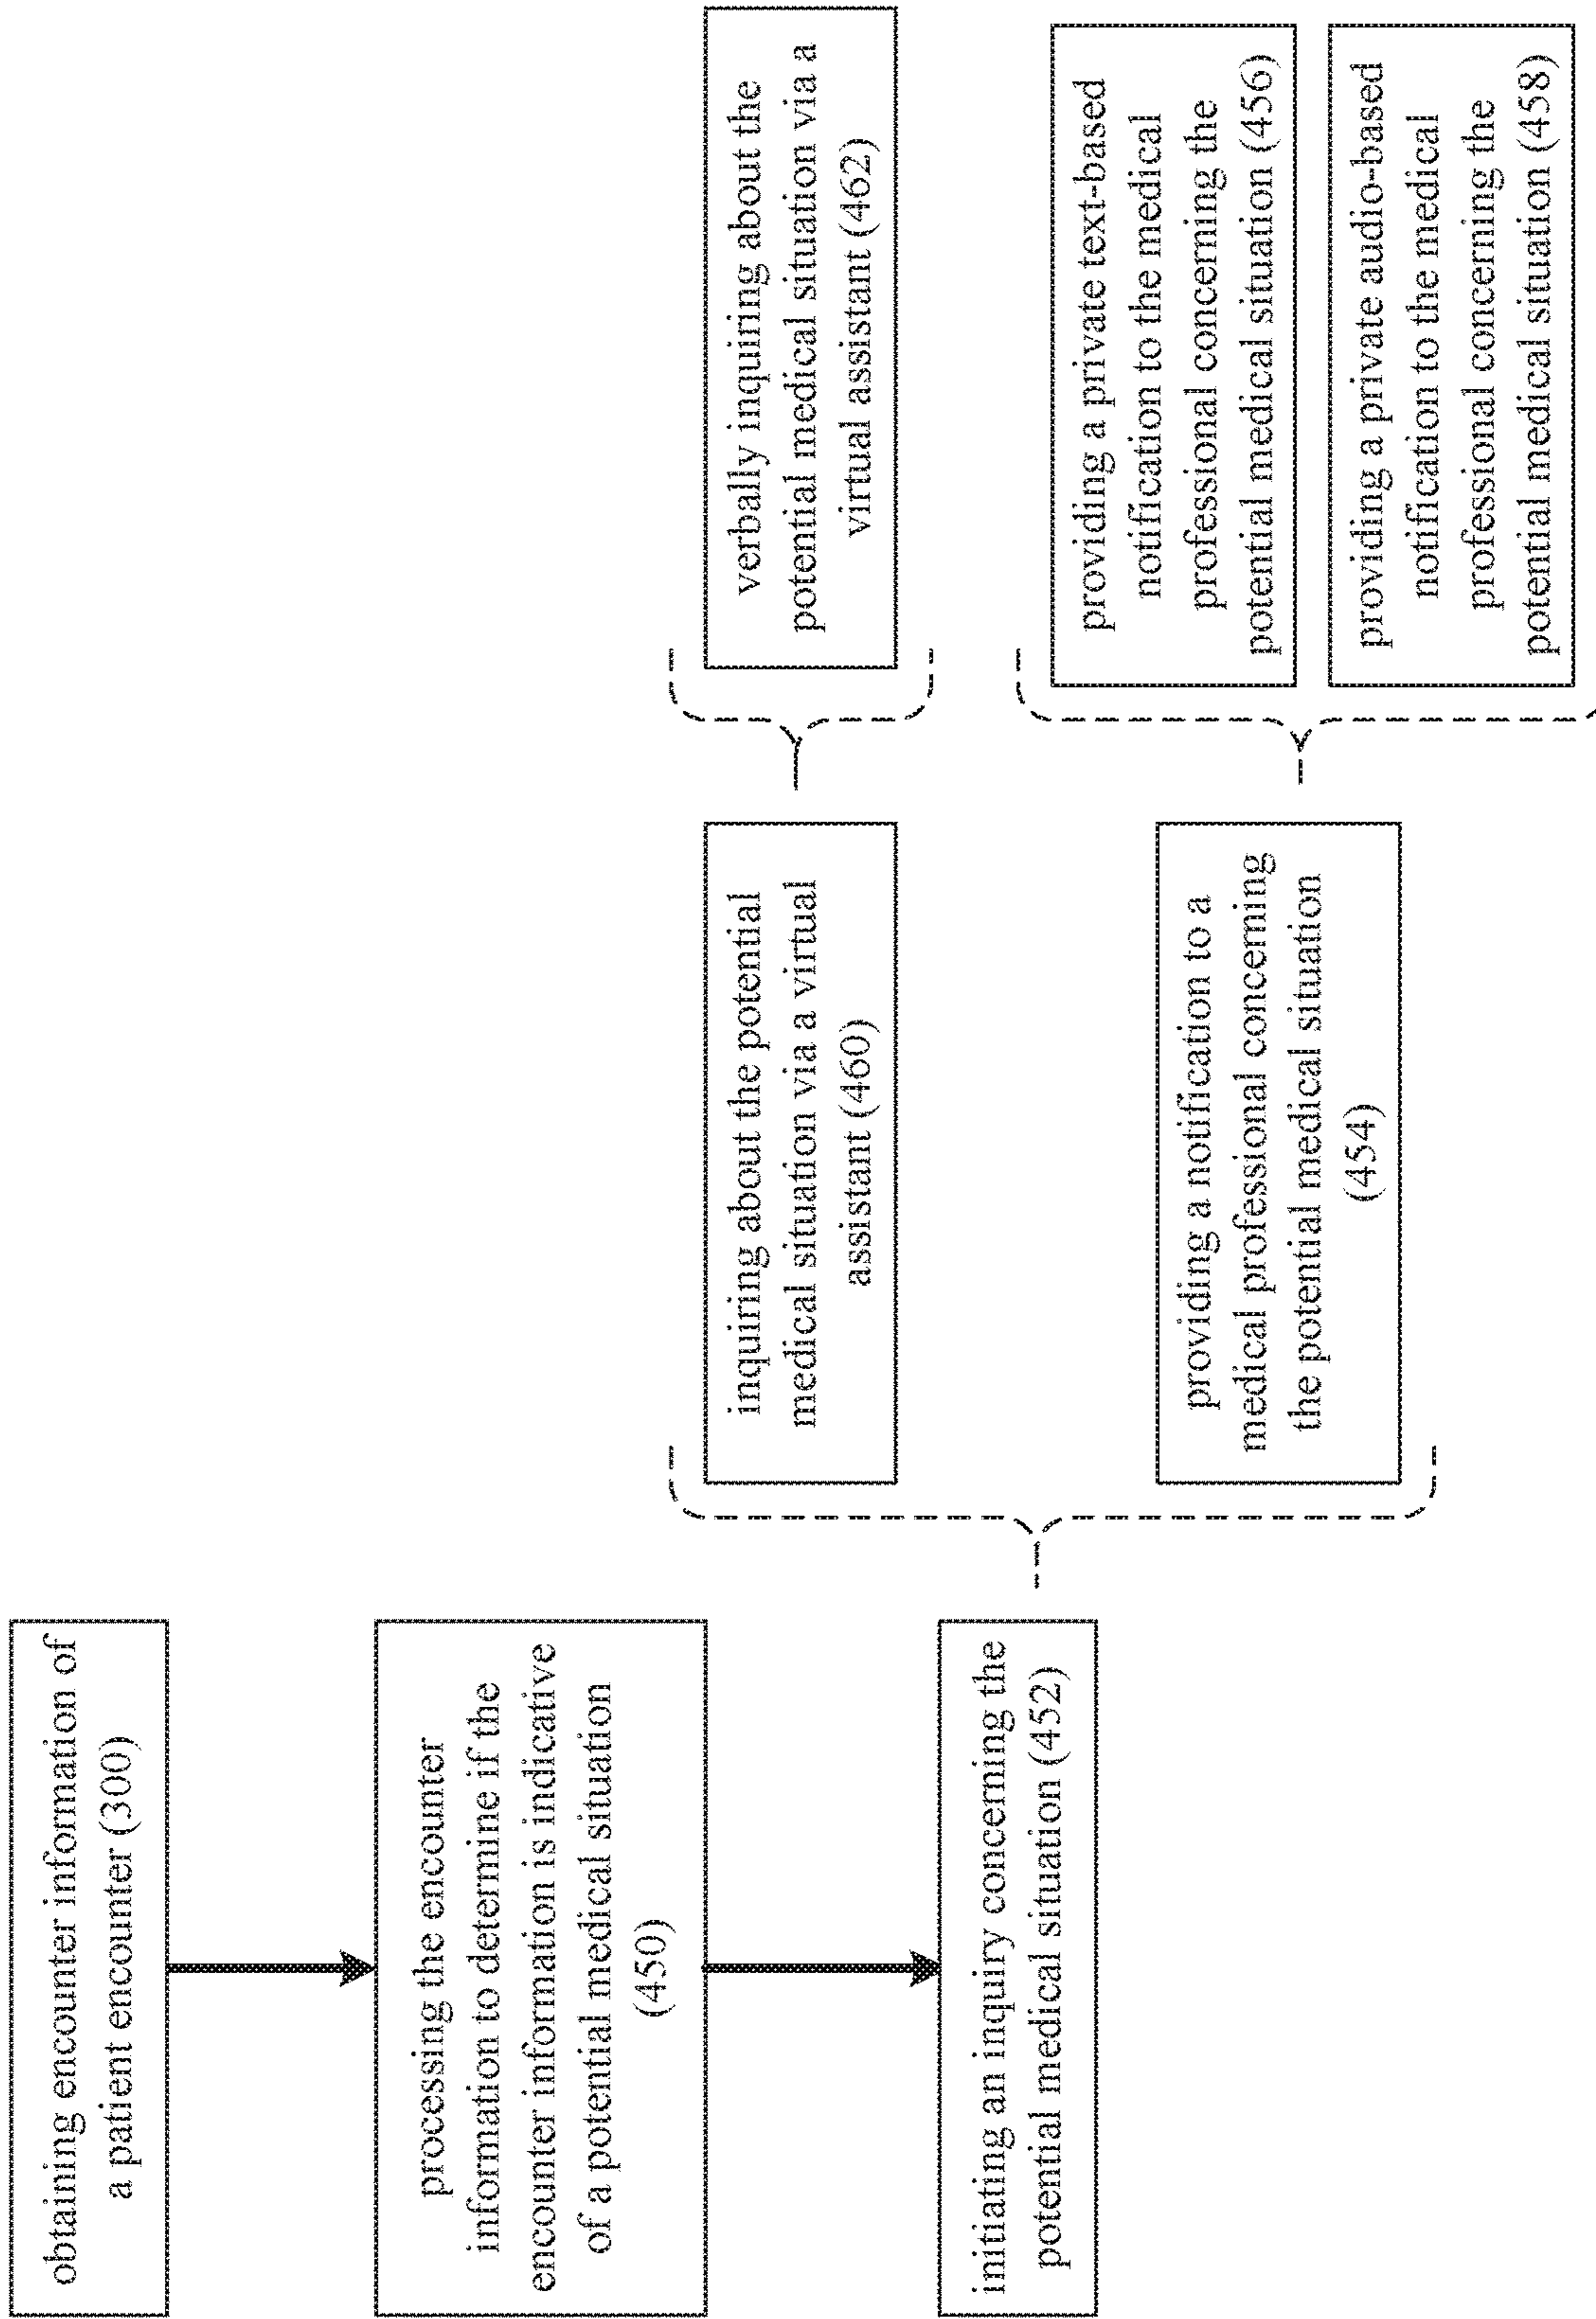 obtaining encounter information of
a patient encounter (300)
processing the encounter
information to determine if the
encounter information is indicative
of a potential medical situation
(450)
initiating an inquiry concerning the
potential medical situation (452)
inquiring about the potential
medical situation via a virtual
assistant (460)
providing a notification to a
medical professional concerning
the potential medical situation
(454)
verbally inquiring about the
potential medical situation via a
virtual assistant (462)
providing a private text-based
notification to the medical
professional concerning the
potential medical situation (456)
providing a private audio-based
notification to the medical
professional concerning the
potential medical situation (458)